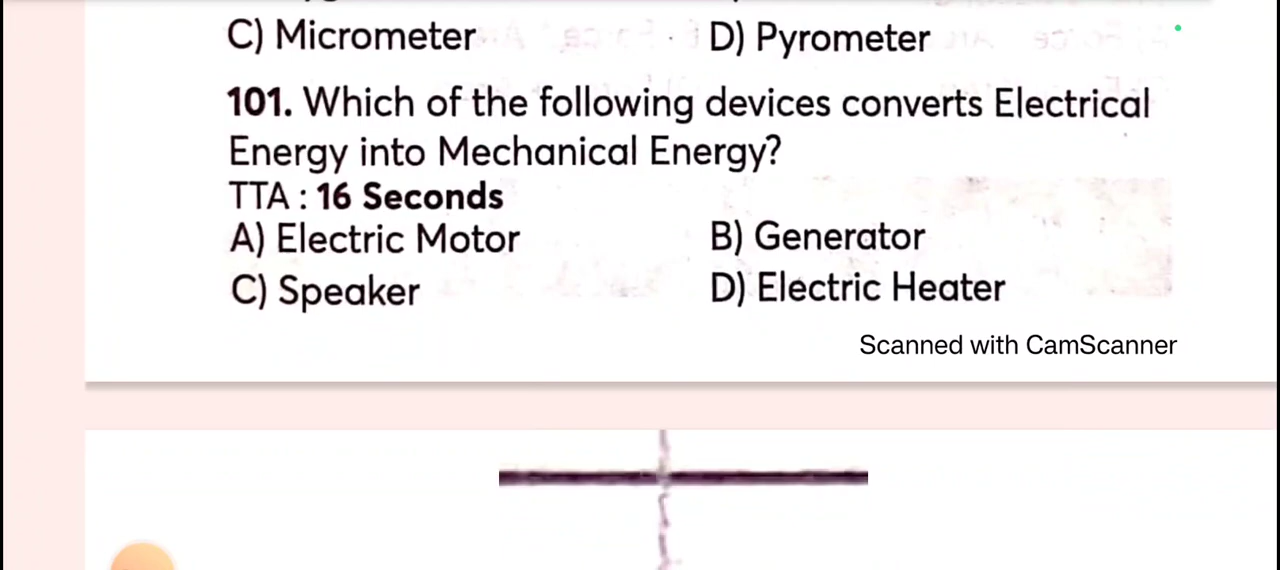 C) Micrometer D) Pyrometer
101. Which of the following devices converts Electrical
Energy into Mechanical Energy?
TTA : 16 Seconds
A) Electric Motor B) Generator
C) Speaker D) Electric Heater
Scanned with CamScanner